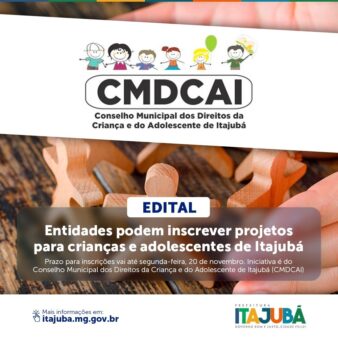 CMDCAI
Conselho Municipal dos Direitos da
Criança e do Adolescente de Itajubá
EDITAL
Entidades podem inscrever projetos
para crianças e adolescentes de Itajubá
Prazo para inscrições vai até segunda-feira, 20 de novembro. Iniciativa é do
Conselho Municipal dos Direitos da Criança e do Adolescente de Itajubá (CMDCAI)
Mais informações em:
itajuba.mg.gov.br
PREFEITURA
ITAJUBÁ